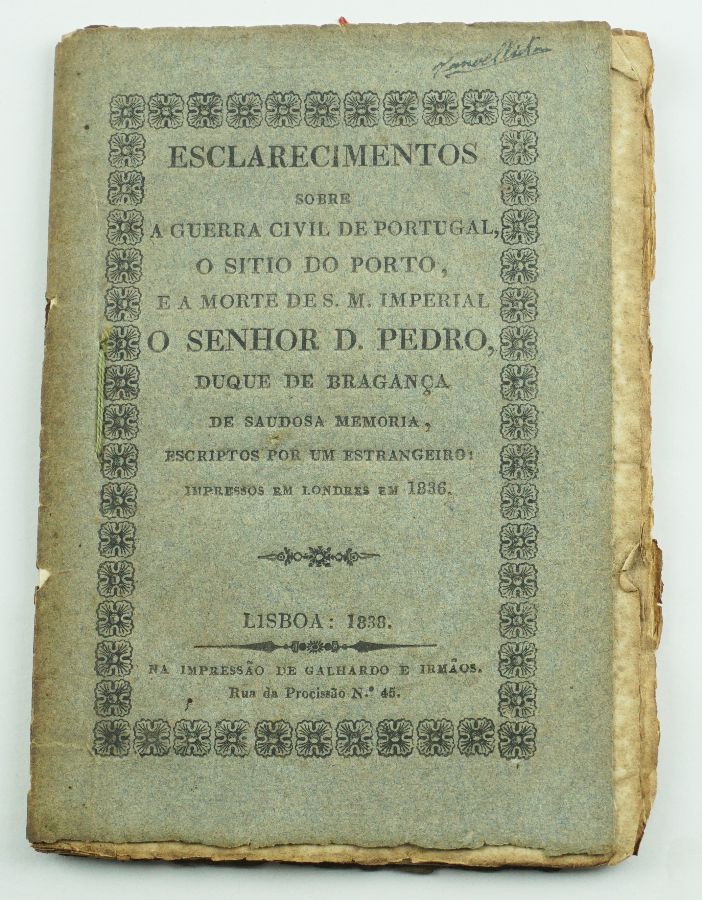 ESCLARECIMENTOS
SOBRE
A GUERRA CIVIL DE PORTUGAL,
O SITIO DO PORTO,
E A MORTE DE S. M. IMPERIAL
O SENHOR D. PEDRO,
DUQUE DE BRAGANÇA
DE SAUDOSA MEMORIA,
ESCRIPTOS POR UM ESTRANGEIRO:
IMPRESSOS EM LONDRES EM 1836.
LISBOA: 1838.
NA IMPRESSÃO DE GALHARDO E IRMÃOS.
Rua da Procissão N.º 45.